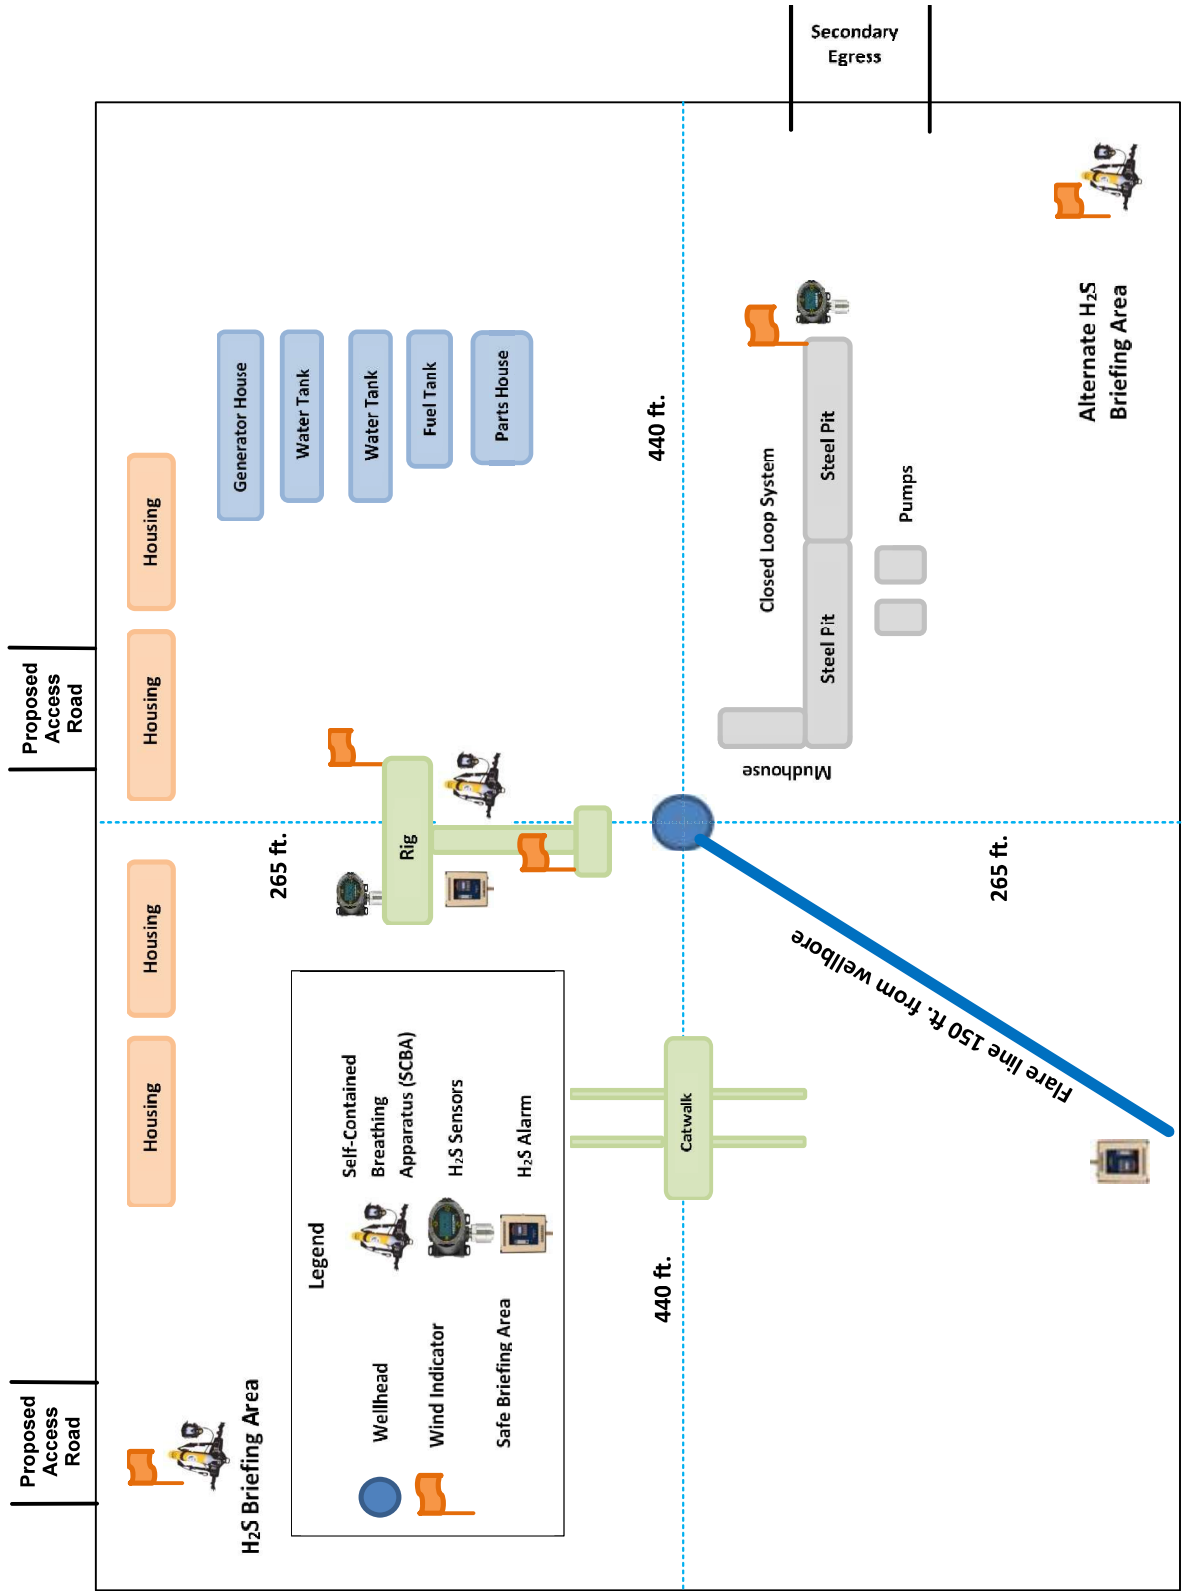 Secondary
Egress
Proposed
Access
Road
Proposed
Access
Road
Housing
Housing
Housing
Housing
Generator House
Water Tank
Water Tank
Fuel Tank
Parts House
440 ft.
Closed Loop System
Steel Pit
Steel Pit
Pumps
Mudhouse
Alternate H₂S
Briefing Area
265 ft.
Rig
265 ft.
Flare line 150 ft. from wellbore
Catwalk
440 ft.
H₂S Briefing Area
Legend
Wellhead
Wind Indicator
Safe Briefing Area
Self-Contained
Breathing
Apparatus (SCBA)
H₂S Sensors
H₂S Alarm